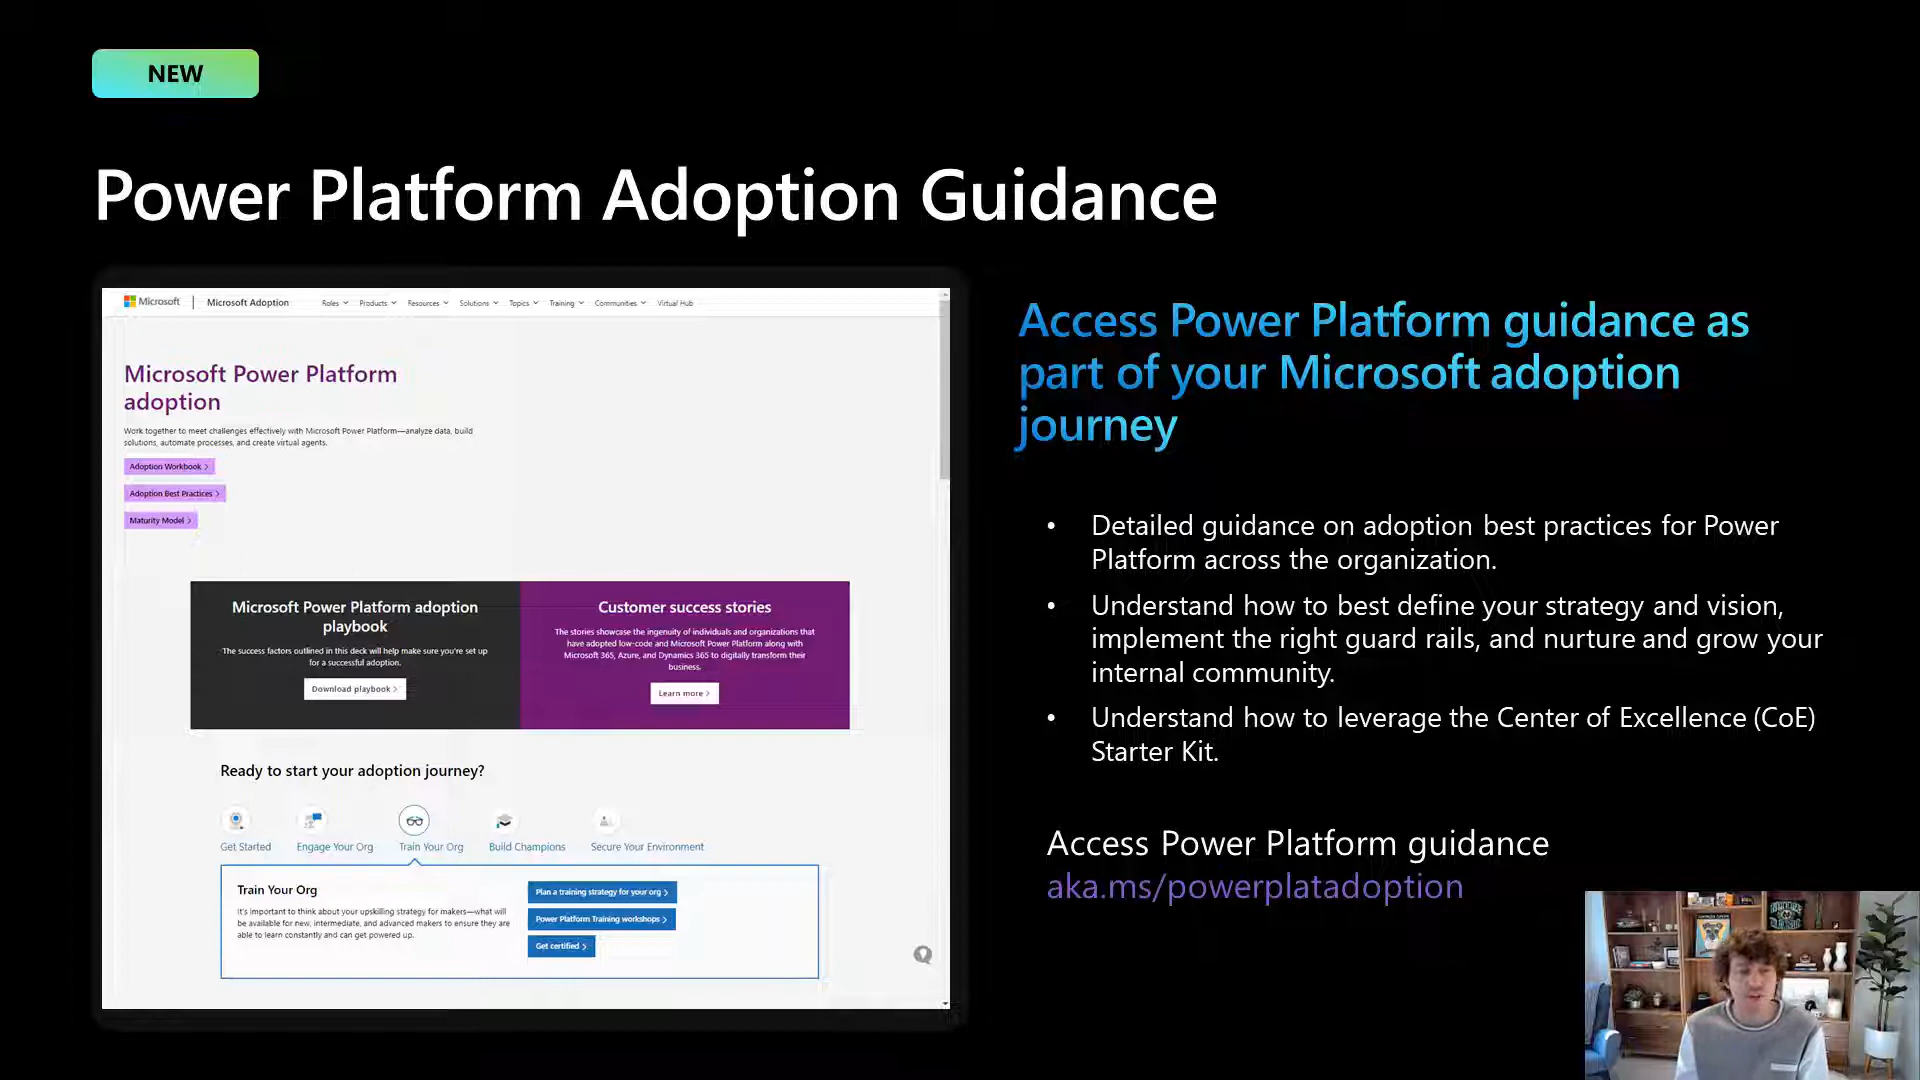 NEW
Power Platform Adoption Guidance
Microsoft
Microsoft Adoption
Roles
Products
Resources
Solutions
Topics
Training
Communities
Virtual Hub
Microsoft Power Platform
adoption
Work together to meet challenges effectively with Microsoft Power Platform—analyze data, build
solutions, automate processes, and create virtual agents.
Adoption Workbook >
Adoption Best Practices >
Maturity Model >
Microsoft Power Platform adoption
playbook
The success factors outlined in this deck will help make sure you're set up
for a successful adoption.
Download playbook >
Customer success stories
The stories showcase the ingenuity of individuals and organizations that
have adopted low-code and Microsoft Power Platform along with
Microsoft 365, Azure, and Dynamics 365 to digitally transform their
business.
Learn more >
Ready to start your adoption journey?
Get Started
Engage Your Org
Train Your Org
Build Champions
Secure Your Environment
Train Your Org
It's important to think about your upskilling strategy for makers—what will
be available for new, intermediate, and advanced makers to ensure they are
able to learn constantly and can get powered up.
Plan a training strategy for your org >
Power Platform Training workshops >
Get certified >
Access Power Platform guidance as
part of your Microsoft adoption
journey
• Detailed guidance on adoption best practices for Power
Platform across the organization.
• Understand how to best define your strategy and vision,
implement the right guard rails, and nurture and grow your
internal community.
• Understand how to leverage the Center of Excellence (CoE)
Starter Kit.
Access Power Platform guidance
aka.ms/powerplatadoption